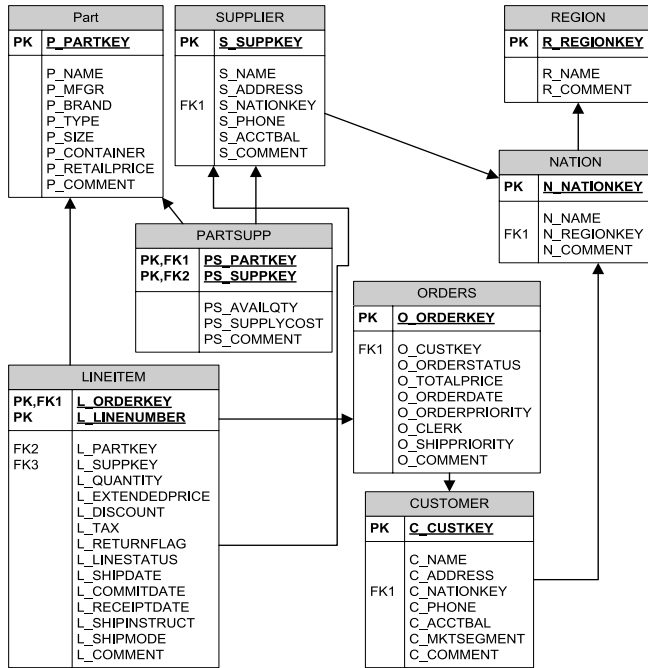 Part
PK P_PARTKEY
P_NAME
P_MFGR
P_BRAND
P_TYPE
P_SIZE
P_CONTAINER
P_RETAILPRICE
P_COMMENT
SUPPLIER
PK S_SUPPKEY
S_NAME
S_ADDRESS
FK1 S_NATIONKEY
S_PHONE
S_ACCTBAL
S_COMMENT
REGION
PK R_REGIONKEY
R_NAME
R_COMMENT
NATION
PK N_NATIONKEY
N_NAME
FK1 N_REGIONKEY
N_COMMENT
PARTSUPP
PK,FK1 PS_PARTKEY
PK,FK2 PS_SUPPKEY
PS_AVAILQTY
PS_SUPPLYCOST
PS_COMMENT
ORDERS
PK O_ORDERKEY
FK1 O_CUSTKEY
O_ORDERSTATUS
O_TOTALPRICE
O_ORDERDATE
O_ORDERPRIORITY
O_CLERK
O_SHIPPRIORITY
O_COMMENT
LINEITEM
PK,FK1 L_ORDERKEY
PK L_LINENUMBER
FK2 L_PARTKEY
FK3 L_SUPPKEY
L_QUANTITY
L_EXTENDEDPRICE
L_DISCOUNT
L_TAX
L_RETURNFLAG
L_LINESTATUS
L_SHIPDATE
L_COMMITDATE
L_RECEIPTDATE
L_SHIPINSTRUCT
L_SHIPMODE
L_COMMENT
CUSTOMER
PK C_CUSTKEY
C_NAME
C_ADDRESS
FK1 C_NATIONKEY
C_PHONE
C_ACCTBAL
C_MKTSEGMENT
C_COMMENT